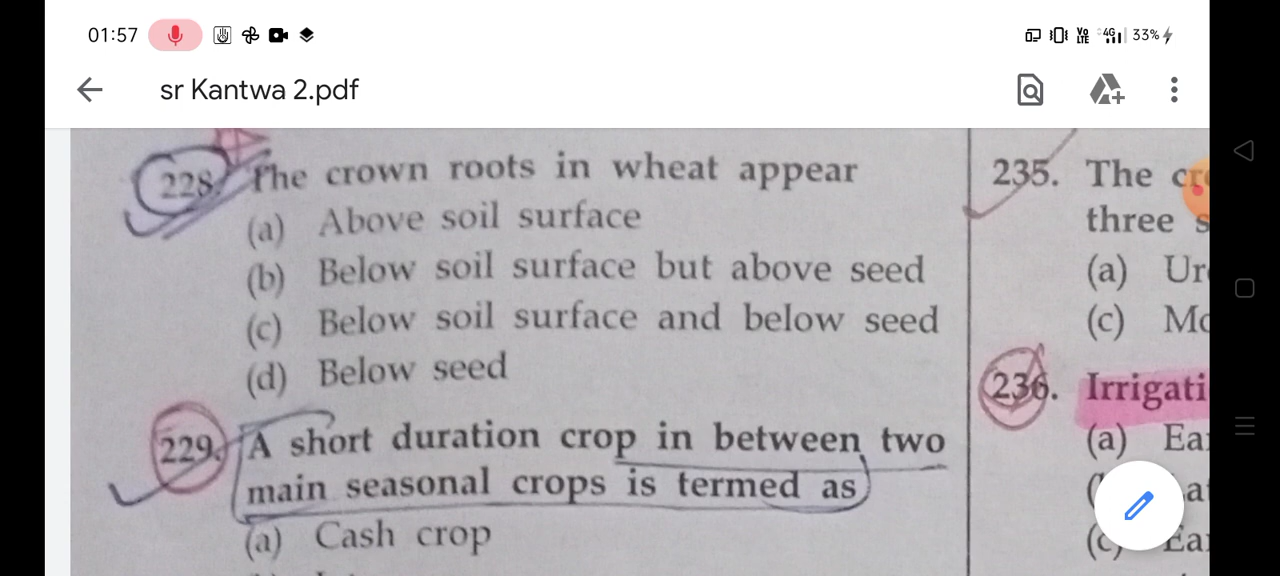 01:57
VoLTE 4G 33%
sr Kantwa 2.pdf
228. The crown roots in wheat appear
(a) Above soil surface
(b) Below soil surface but above seed
(c) Below soil surface and below seed
(d) Below seed
229. A short duration crop in between two
main seasonal crops is termed as
(a) Cash crop
235. The
three
(a)
(c)
236.
(a)
(c)